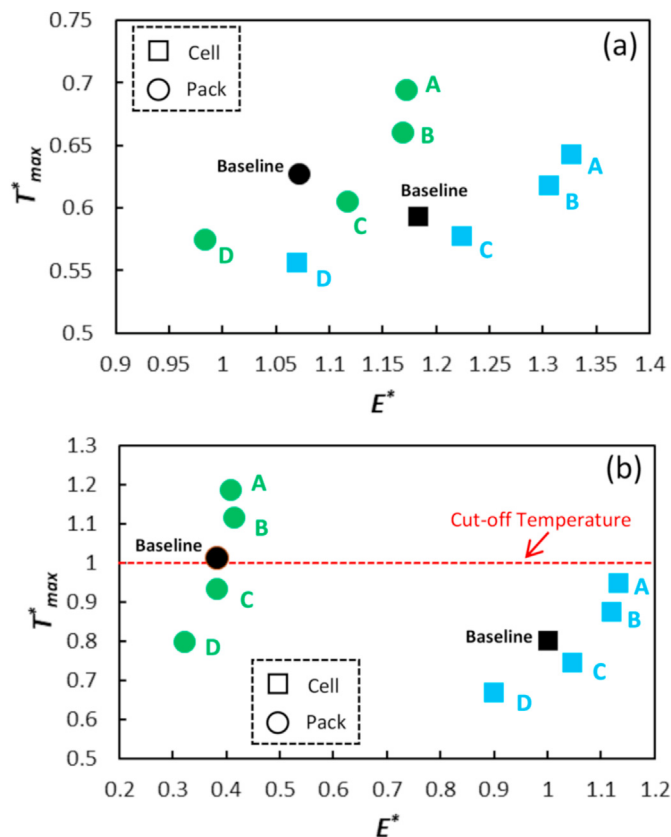 0.75
(a)
Cell
Pack
0.7
A
B
Baseline
0.65
A
Baseline
B
T*max
0.6
C
C
D
0.55
D
0.5
0.9 0.95 1 1.05 1.1 1.15 1.2 1.25 1.3 1.35 1.4
E*
1.3
(b)
1.2
A
1.1
B
Cut-off Temperature
Baseline
1
A
T*max
0.9
C
B
0.8
D
Baseline
C
0.7
Cell
D
0.6
Pack
0.5
0.2 0.3 0.4 0.5 0.6 0.7 0.8 0.9 1 1.1 1.2
E*